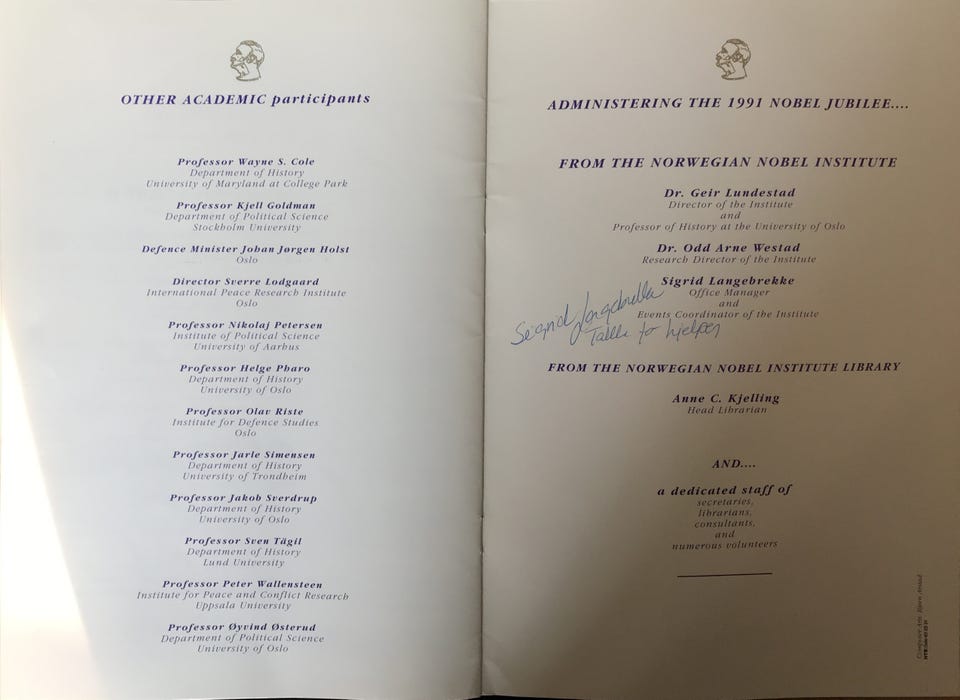 OTHER ACADEMIC participants
Professor Wayne S. Cole
Department of History
University of Maryland at College Park
Professor Kjell Goldman
Department of Political Science
Stockholm University
Defence Minister Johan Jørgen Holst
Oslo
Director Sverre Lodgaard
International Peace Research Institute
Oslo
Professor Nikolaj Petersen
Institute of Political Science
University of Aarhus
Professor Helge Pharo
Department of History
University of Oslo
Professor Olav Riste
Institute for Defence Studies
Oslo
Professor Jarle Simensen
Department of History
University of Trondheim
Professor Jakob Sverdrup
Department of History
University of Oslo
Professor Sven Tägil
Department of History
Lund University
Professor Peter Wallensteen
Institute for Peace and Conflict Research
Uppsala University
Professor Øyvind Østerud
Department of Political Science
University of Oslo
ADMINISTERING THE 1991 NOBEL JUBILEE....
FROM THE NORWEGIAN NOBEL INSTITUTE
Dr. Geir Lundestad
Director of the Institute
and
Professor of History at the University of Oslo
Dr. Odd Arne Westad
Research Director of the Institute
Sigrid Langebrekke
Office Manager
and
Events Coordinator of the Institute
Sigrid
for hjelpen
FROM THE NORWEGIAN NOBEL INSTITUTE LIBRARY
Anne C. Kjelling
Head Librarian
AND....
a dedicated staff of
secretaries,
librarians,
consultants,
and
numerous volunteers
Computer Arts: Bjørn